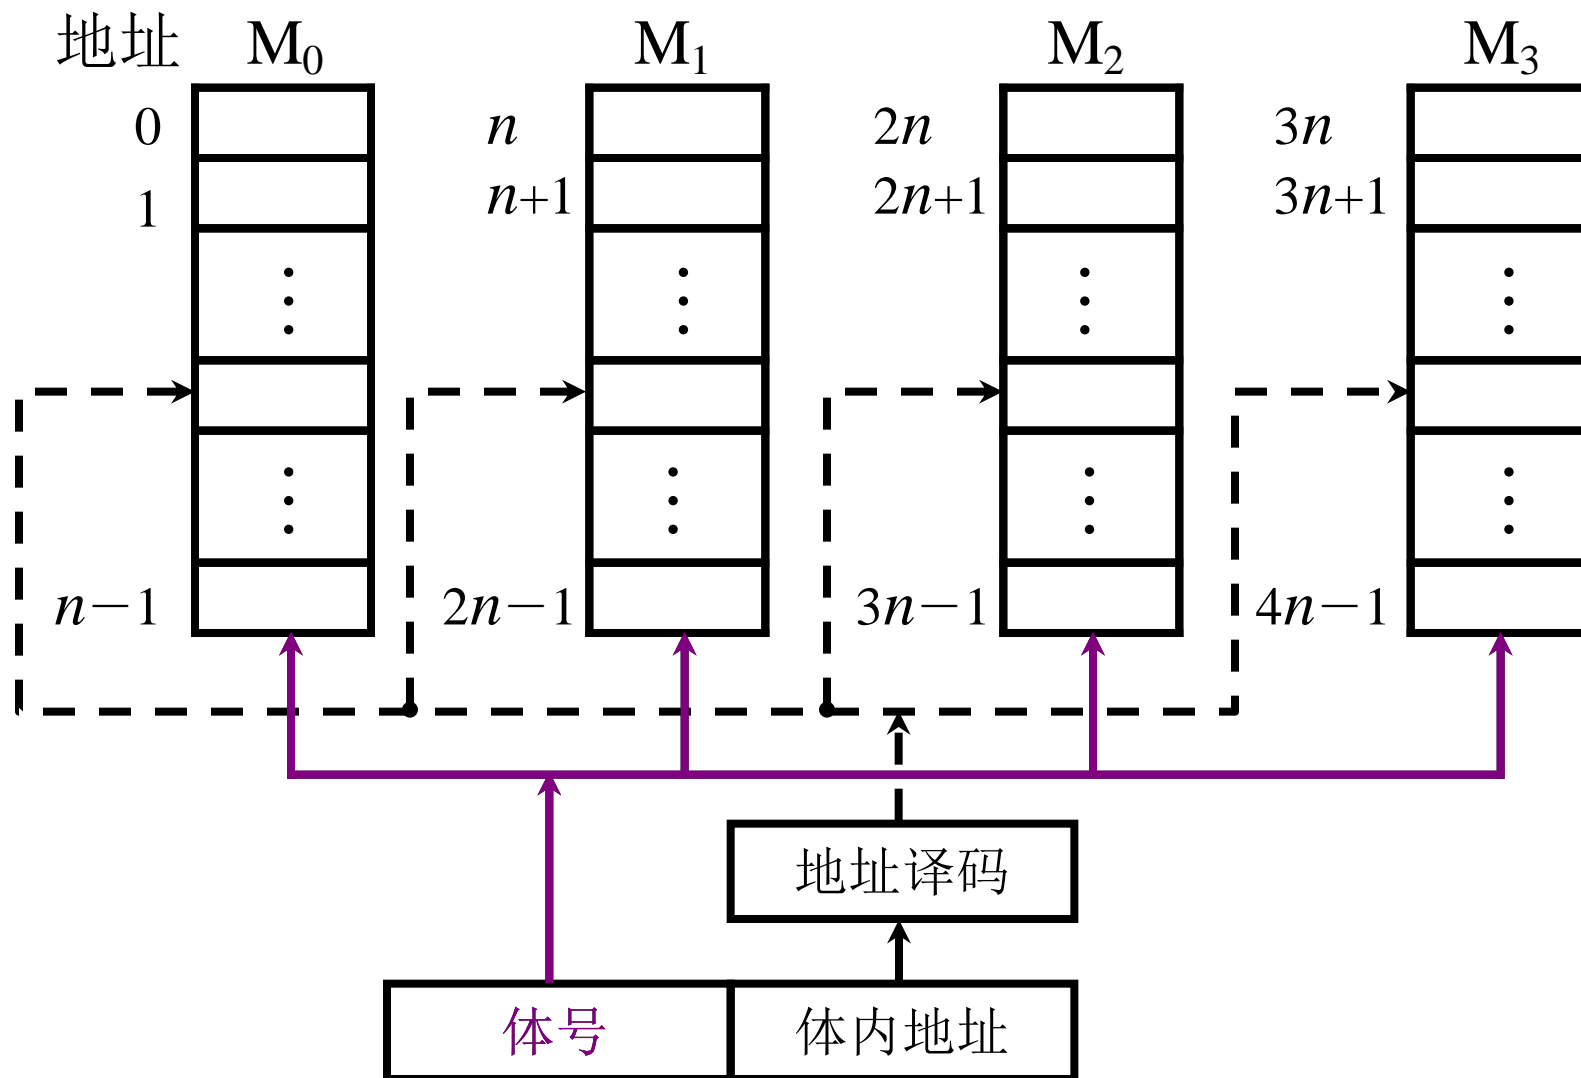 地址 M₀ M₁ M₂ M₃
0 n 2n 3n
1 n+1 2n+1 3n+1
n−1 2n−1 3n−1 4n−1
地址译码
体号 体内地址